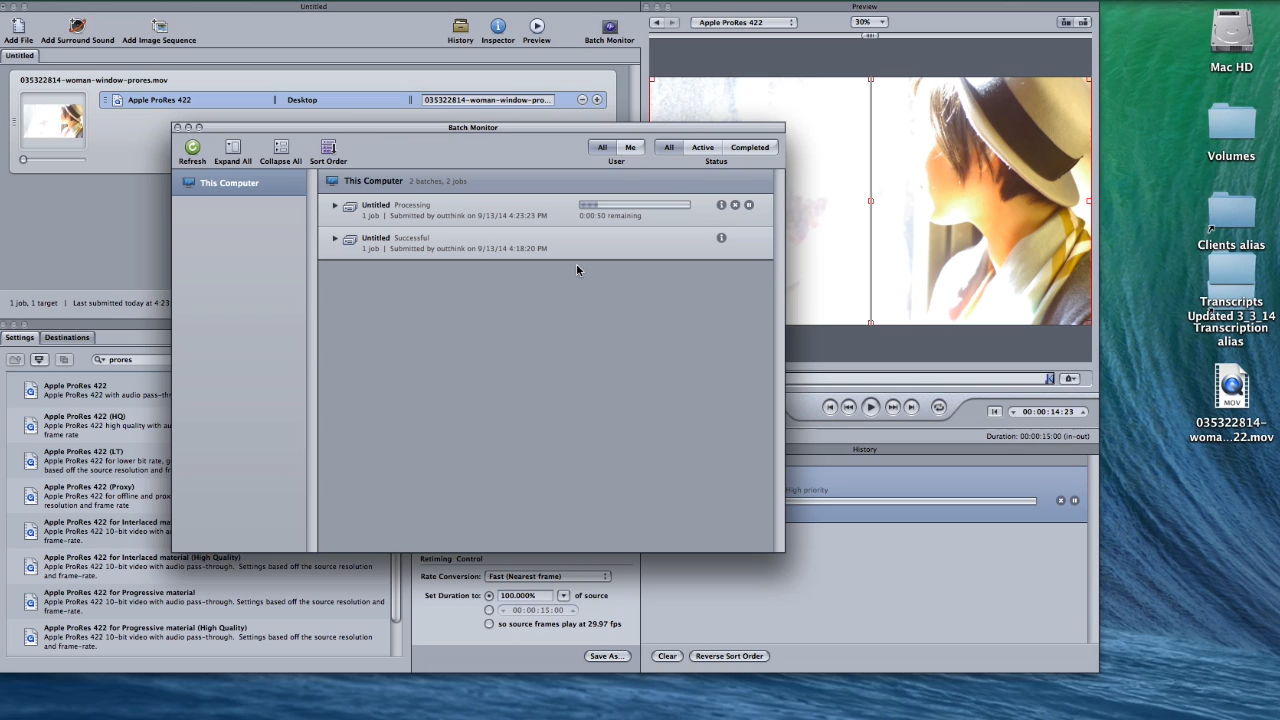 Untitled
Preview
Add File
Add Surround Sound
Add Image Sequence
History
Inspector
Preview
Batch Monitor
Untitled
035322814-woman-window-prores.mov
Apple ProRes 422
Desktop
035322814-woman-window-pro...
1 job, 1 target | Last submitted today at 4:23
Settings
Destinations
prores
Apple ProRes 422
Apple ProRes 422 with audio pass-th
Apple ProRes 422 (HQ)
Apple ProRes 422 high quality with au
frame rate
Apple ProRes 422 (LT)
Apple ProRes 422 for lower bit rate, g
based off the source resolution and f
Apple ProRes 422 (Proxy)
Apple ProRes 422 for offline and prox
resolution and frame rate
Apple ProRes 422 for Interlaced ma
Apple ProRes 422 10-bit video with a
frame-rate.
Apple ProRes 422 for Interlaced material (High Quality)
Apple ProRes 422 10-bit video with audio pass-through. Settings based off the source resolution
and frame-rate.
Apple ProRes 422 for Progressive material
Apple ProRes 422 10-bit video with audio pass-through. Settings based off the source resolution and
frame-rate.
Apple ProRes 422 for Progressive material (High Quality)
Apple ProRes 422 10-bit video with audio pass-through. Settings based off the source resolution
and frame-rate.
Batch Monitor
Refresh
Expand All
Collapse All
Sort Order
All
Me
User
All
Active
Completed
Status
This Computer
This Computer 2 batches, 2 jobs
Untitled Processing
1 job | Submitted by outthink on 9/13/14 4:23:23 PM
0:00:50 remaining
Untitled Successful
1 job | Submitted by outthink on 9/13/14 4:18:20 PM
Retiming Control
Rate Conversion: Fast (Nearest frame)
Set Duration to: 100.000% of source
00:00:15:00
so source frames play at 29.97 fps
Save As...
Apple ProRes 422
30%
00:00:14:23
Duration: 00:00:15:00 (in-out)
History
High priority
Clear
Reverse Sort Order
Mac HD
Volumes
Clients alias
Transcripts
Updated 3_3_14
Transcription
alias
MOV
035322814-
woma...22.mov